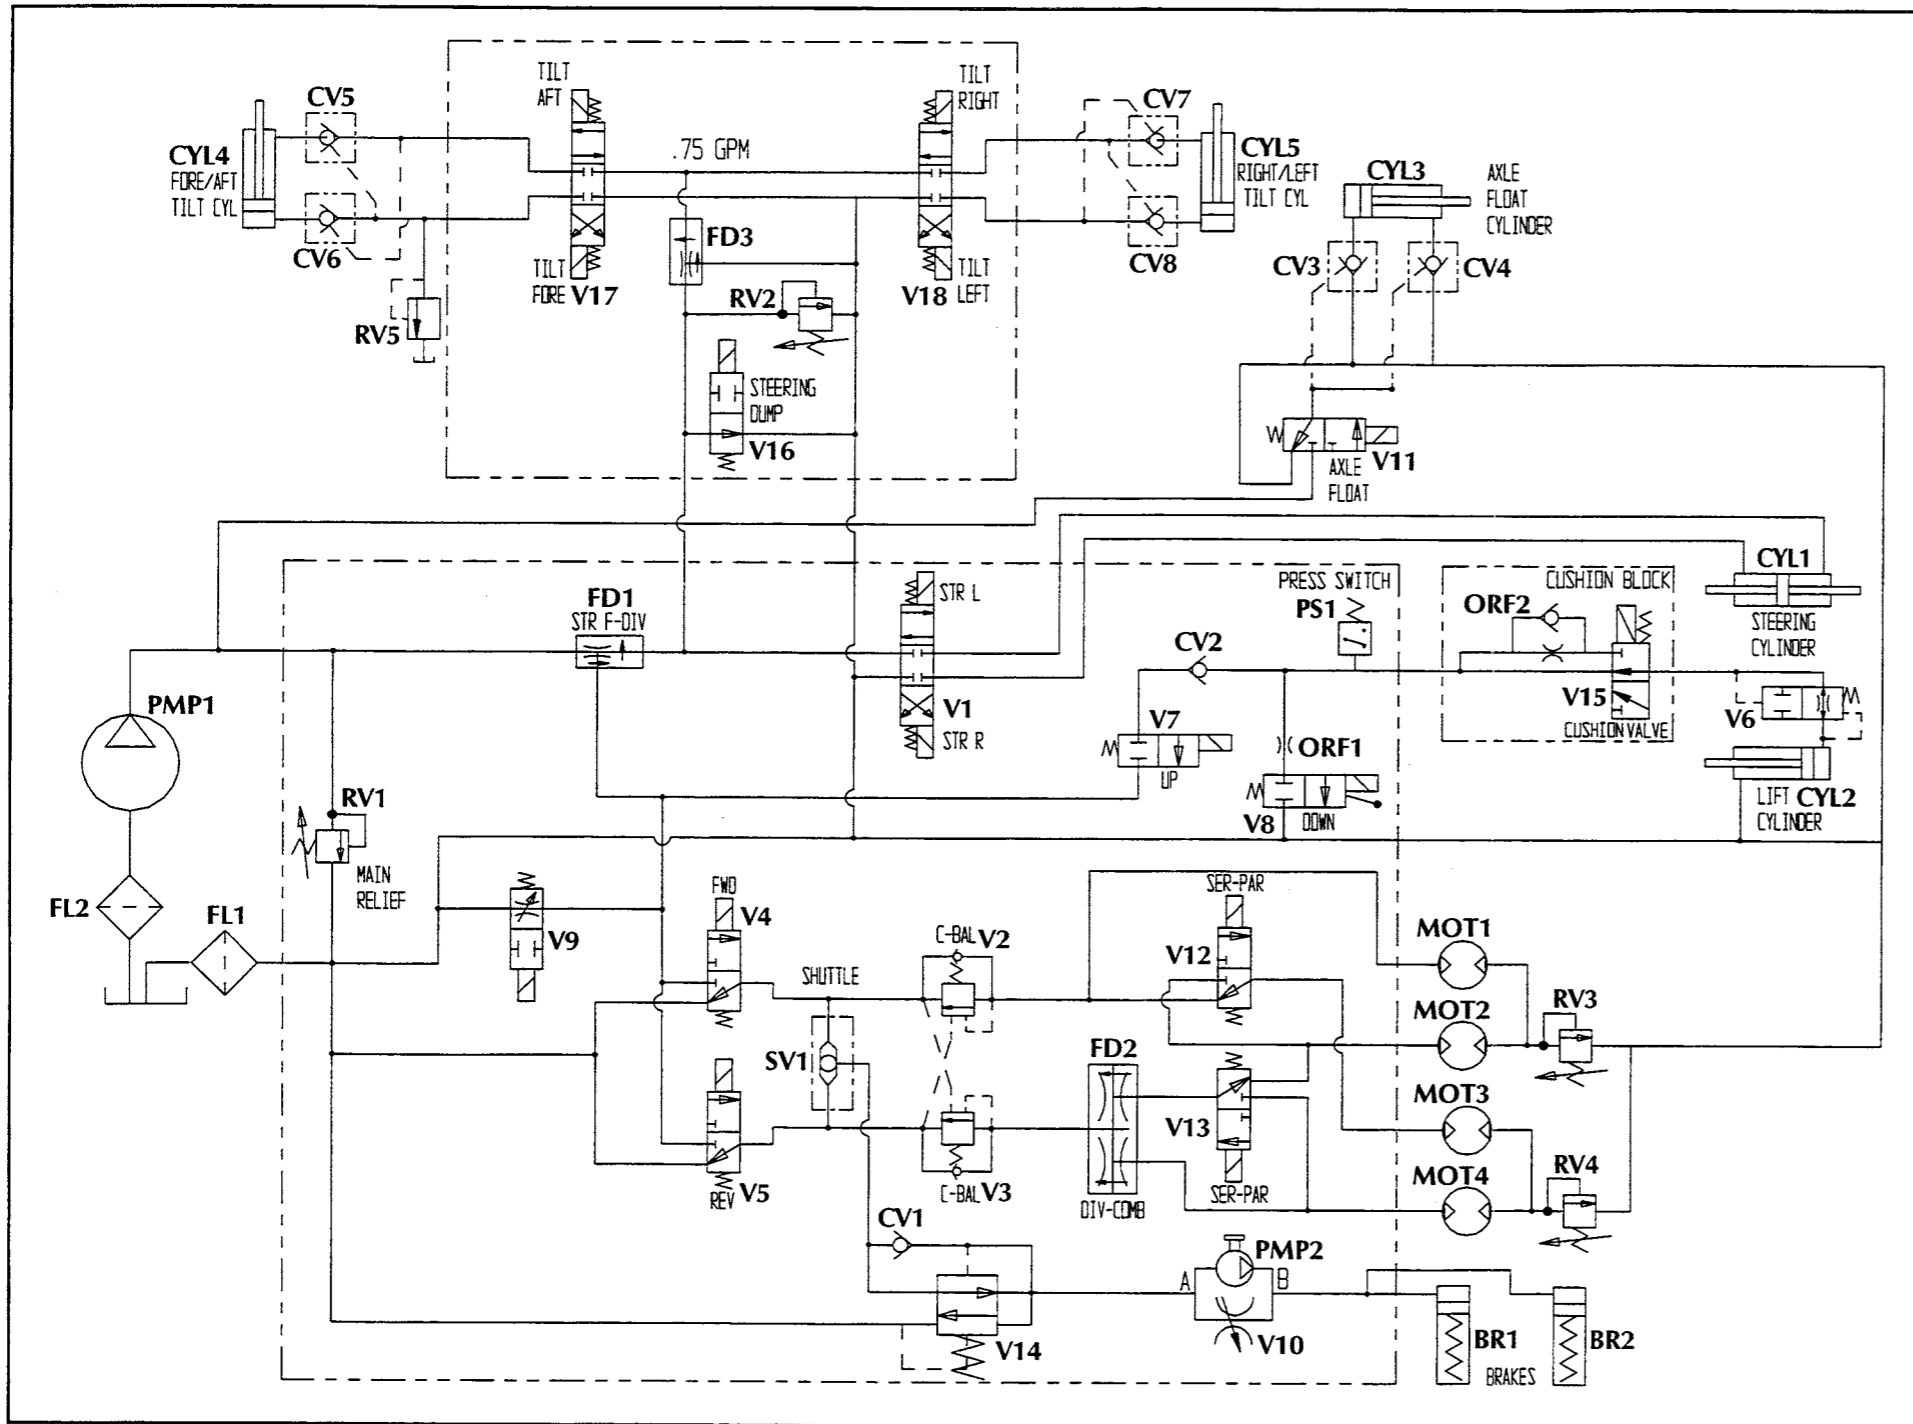 TILT
AFT
TILT
RIGHT
CV5
CV7
.75 GPM
CYL4
FORE/AFT
TILT CYL
CYL5
RIGHT/LEFT
TILT CYL
CYL3
AXLE
FLOAT
CYLINDER
FD3
CV6
CV8
CV3
CV4
TILT
FORE
V17
RV2
V18
TILT
LEFT
RV5
STEERING
DUMP
V16
V11
AXLE
FLOAT
FD1
STR F-DIV
STR L
PRESS SWITCH
PS1
CUSHION BLOCK
ORF2
CYL1
STEERING
CYLINDER
CV2
PMP1
V1
STR R
V7
UP
ORF1
V15
CUSHION VALVE
V6
RV1
MAIN
RELIEF
V8
DOWN
LIFT
CYL2
CYLINDER
FL2
FL1
V9
FWD
V4
C-BAL
V2
SER-PAR
V12
MOT1
SHUTTLE
MOT2
RV3
SV1
FD2
V13
MOT3
V5
REV
C-BAL
V3
DIV-COMB
SER-PAR
MOT4
RV4
CV1
PMP2
A
B
V14
V10
BR1
BRAKES
BR2